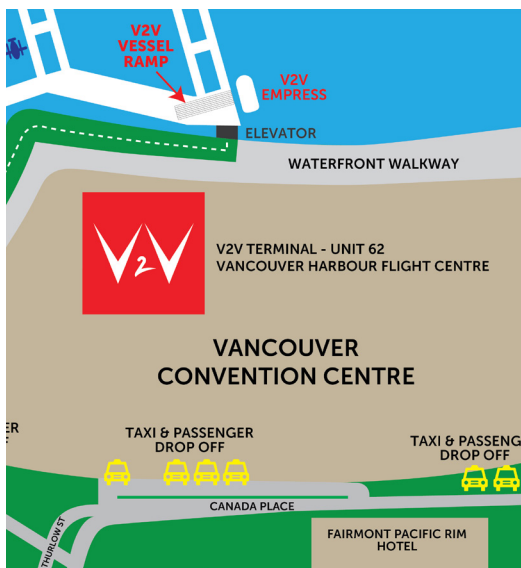 V2V
VESSEL
RAMP
V2V
EMPRESS
ELEVATOR
WATERFRONT WALKWAY
V2V
V2V TERMINAL - UNIT 62
VANCOUVER HARBOUR FLIGHT CENTRE
VANCOUVER
CONVENTION CENTRE
TAXI & PASSENGER
DROP OFF
TAXI & PASSENG
DROP OFF
CANADA PLACE
THURLOW ST
FAIRMONT PACIFIC RIM
HOTEL